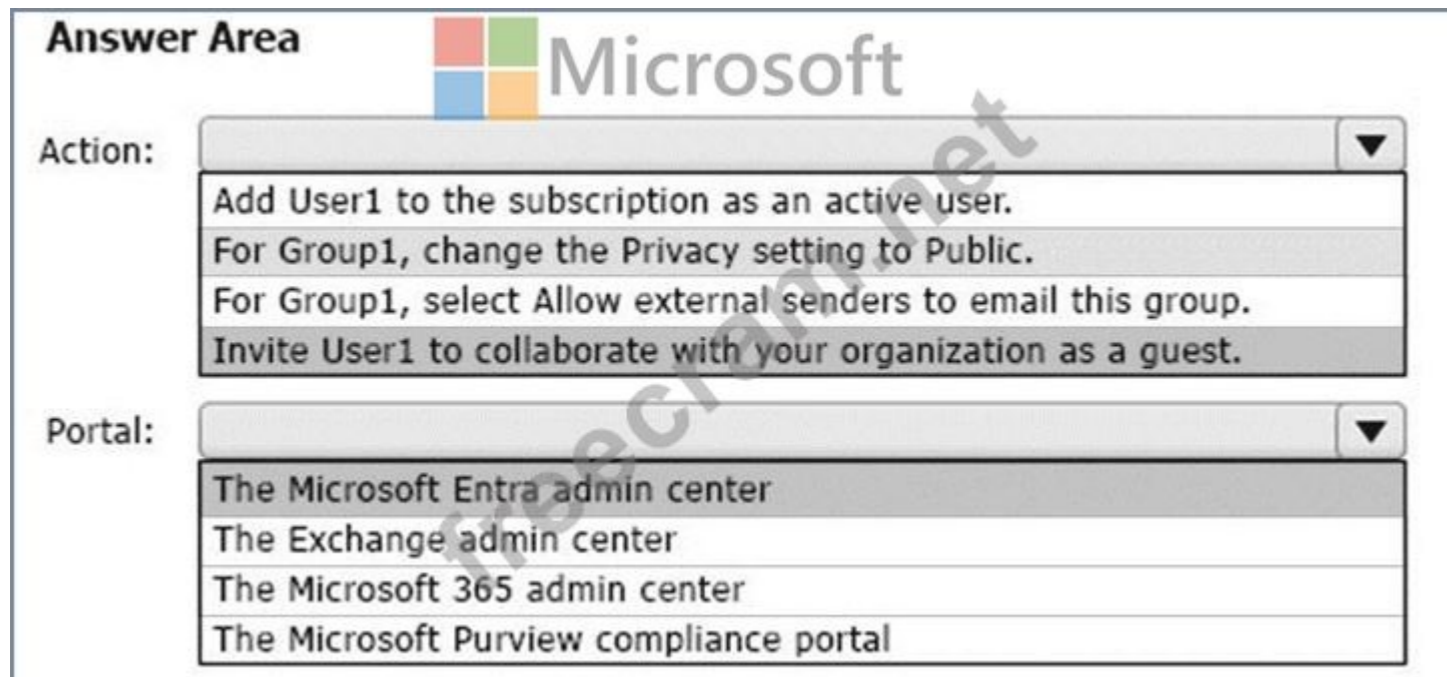 Answer Area
Microsoft
Action:
Add User1 to the subscription as an active user.
For Group1, change the Privacy setting to Public.
For Group1, select Allow external senders to email this group.
Invite User1 to collaborate with your organization as a guest.
Portal:
The Microsoft Entra admin center
The Exchange admin center
The Microsoft 365 admin center
The Microsoft Purview compliance portal
freecram.net